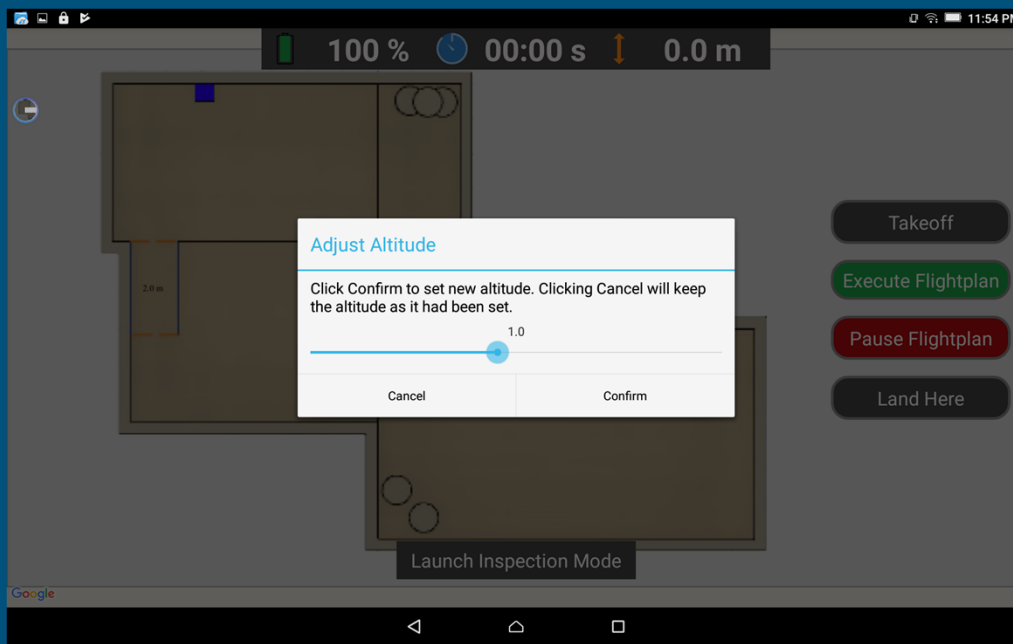 11:54 PM
100 % 00:00 s 0.0 m
Takeoff
Adjust Altitude
Execute Flightplan
Click Confirm to set new altitude. Clicking Cancel will keep
the altitude as it had been set.
2.0 m
1.0
Pause Flightplan
Cancel Confirm
Land Here
Launch Inspection Mode
Google